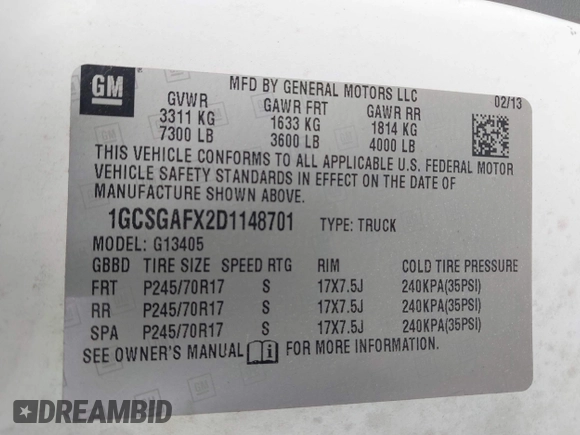 GM
MFD BY GENERAL MOTORS LLC
02/13
GVWR GAWR FRT GAWR RR
3311 KG 1633 KG 1814 KG
7300 LB 3600 LB 4000 LB
THIS VEHICLE CONFORMS TO ALL APPLICABLE U.S. FEDERAL MOTOR
VEHICLE SAFETY STANDARDS IN EFFECT ON THE DATE OF
MANUFACTURE SHOWN ABOVE.
1GCSGAFX2D1148701 TYPE: TRUCK
MODEL: G13405
GBBD TIRE SIZE SPEED RTG RIM COLD TIRE PRESSURE
FRT P245/70R17 S 17X7.5J 240KPA(35PSI)
RR P245/70R17 S 17X7.5J 240KPA(35PSI)
SPA P245/70R17 S 17X7.5J 240KPA(35PSI)
SEE OWNER'S MANUAL i FOR MORE INFORMATION.
DREAMBID